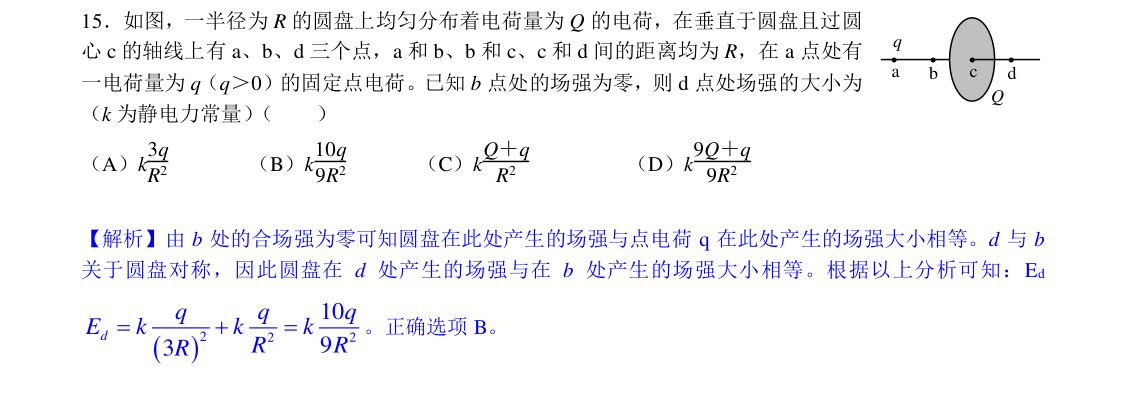 15．如图，一半径为 R 的圆盘上均匀分布着电荷量为 Q 的电荷，在垂直于圆盘且过圆
心 c 的轴线上有 a、b、d 三个点，a 和 b、b 和 c、c 和 d 间的距离均为 R，在 a 点处有
一电荷量为 q（q＞0）的固定点电荷。已知 b 点处的场强为零，则 d 点处场强的大小为
（k 为静电力常量）（　　）
q
a b c d
Q
（A）k3q/R² （B）k10q/9R² （C）k(Q＋q)/R² （D）k(9Q＋q)/9R²
【解析】由 b 处的合场强为零可知圆盘在此处产生的场强与点电荷 q 在此处产生的场强大小相等。d 与 b
关于圆盘对称，因此圆盘在 d 处产生的场强与在 b 处产生的场强大小相等。根据以上分析可知：Ed
E_d = k q/(3R)² + k q/R² = k 10q/9R² 。正确选项 B。